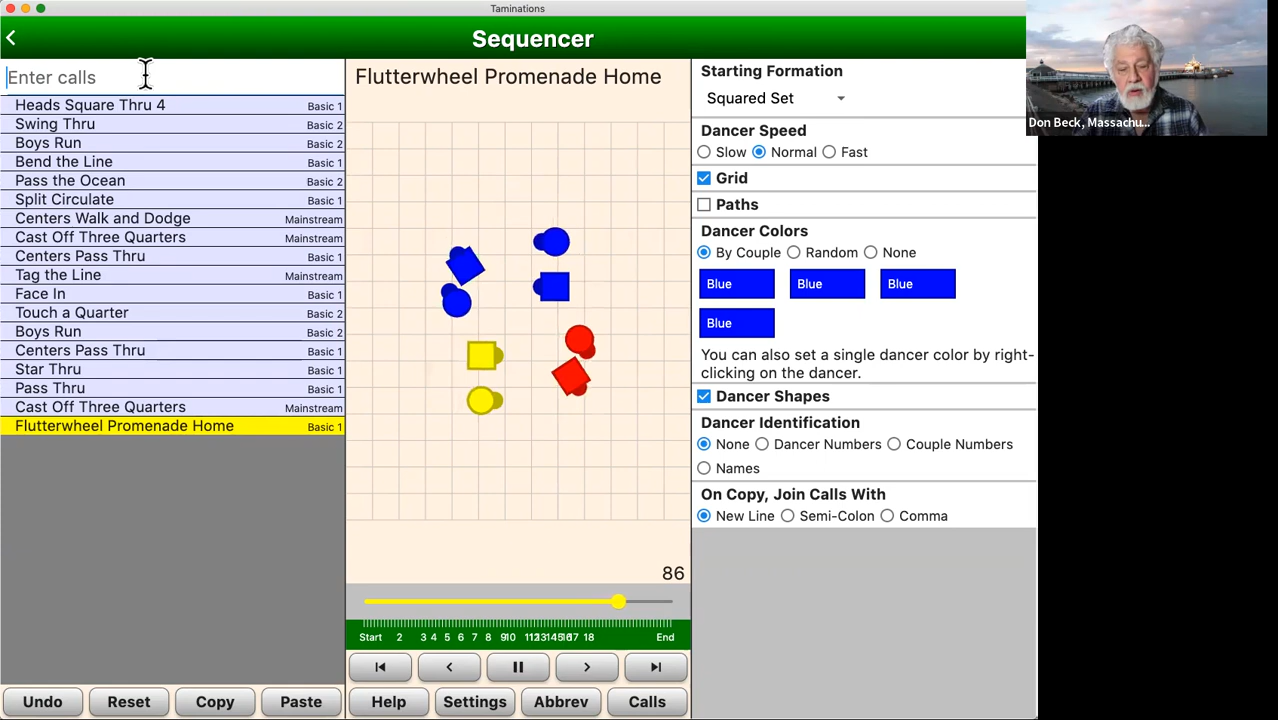 Taminations
Sequencer
Enter calls
Heads Square Thru 4 Basic 1
Swing Thru Basic 2
Boys Run Basic 2
Bend the Line Basic 1
Pass the Ocean Basic 2
Split Circulate Basic 1
Centers Walk and Dodge Mainstream
Cast Off Three Quarters Mainstream
Centers Pass Thru Basic 1
Tag the Line Mainstream
Face In Basic 1
Touch a Quarter Basic 2
Boys Run Basic 2
Centers Pass Thru Basic 1
Star Thru Basic 1
Pass Thru Basic 1
Cast Off Three Quarters Mainstream
Flutterwheel Promenade Home Basic 1
Undo Reset Copy Paste
Flutterwheel Promenade Home
86
Start 2 3 4 5 6 7 8 9 10 11 12 13 14 15 16 17 18 End
Help Settings Abbrev Calls
Starting Formation
Squared Set
Dancer Speed
Slow Normal Fast
Grid
Paths
Dancer Colors
By Couple Random None
Blue Blue Blue
Blue
You can also set a single dancer color by right-
clicking on the dancer.
Dancer Shapes
Dancer Identification
None Dancer Numbers Couple Numbers
Names
On Copy, Join Calls With
New Line Semi-Colon Comma
Don Beck, Massachu...